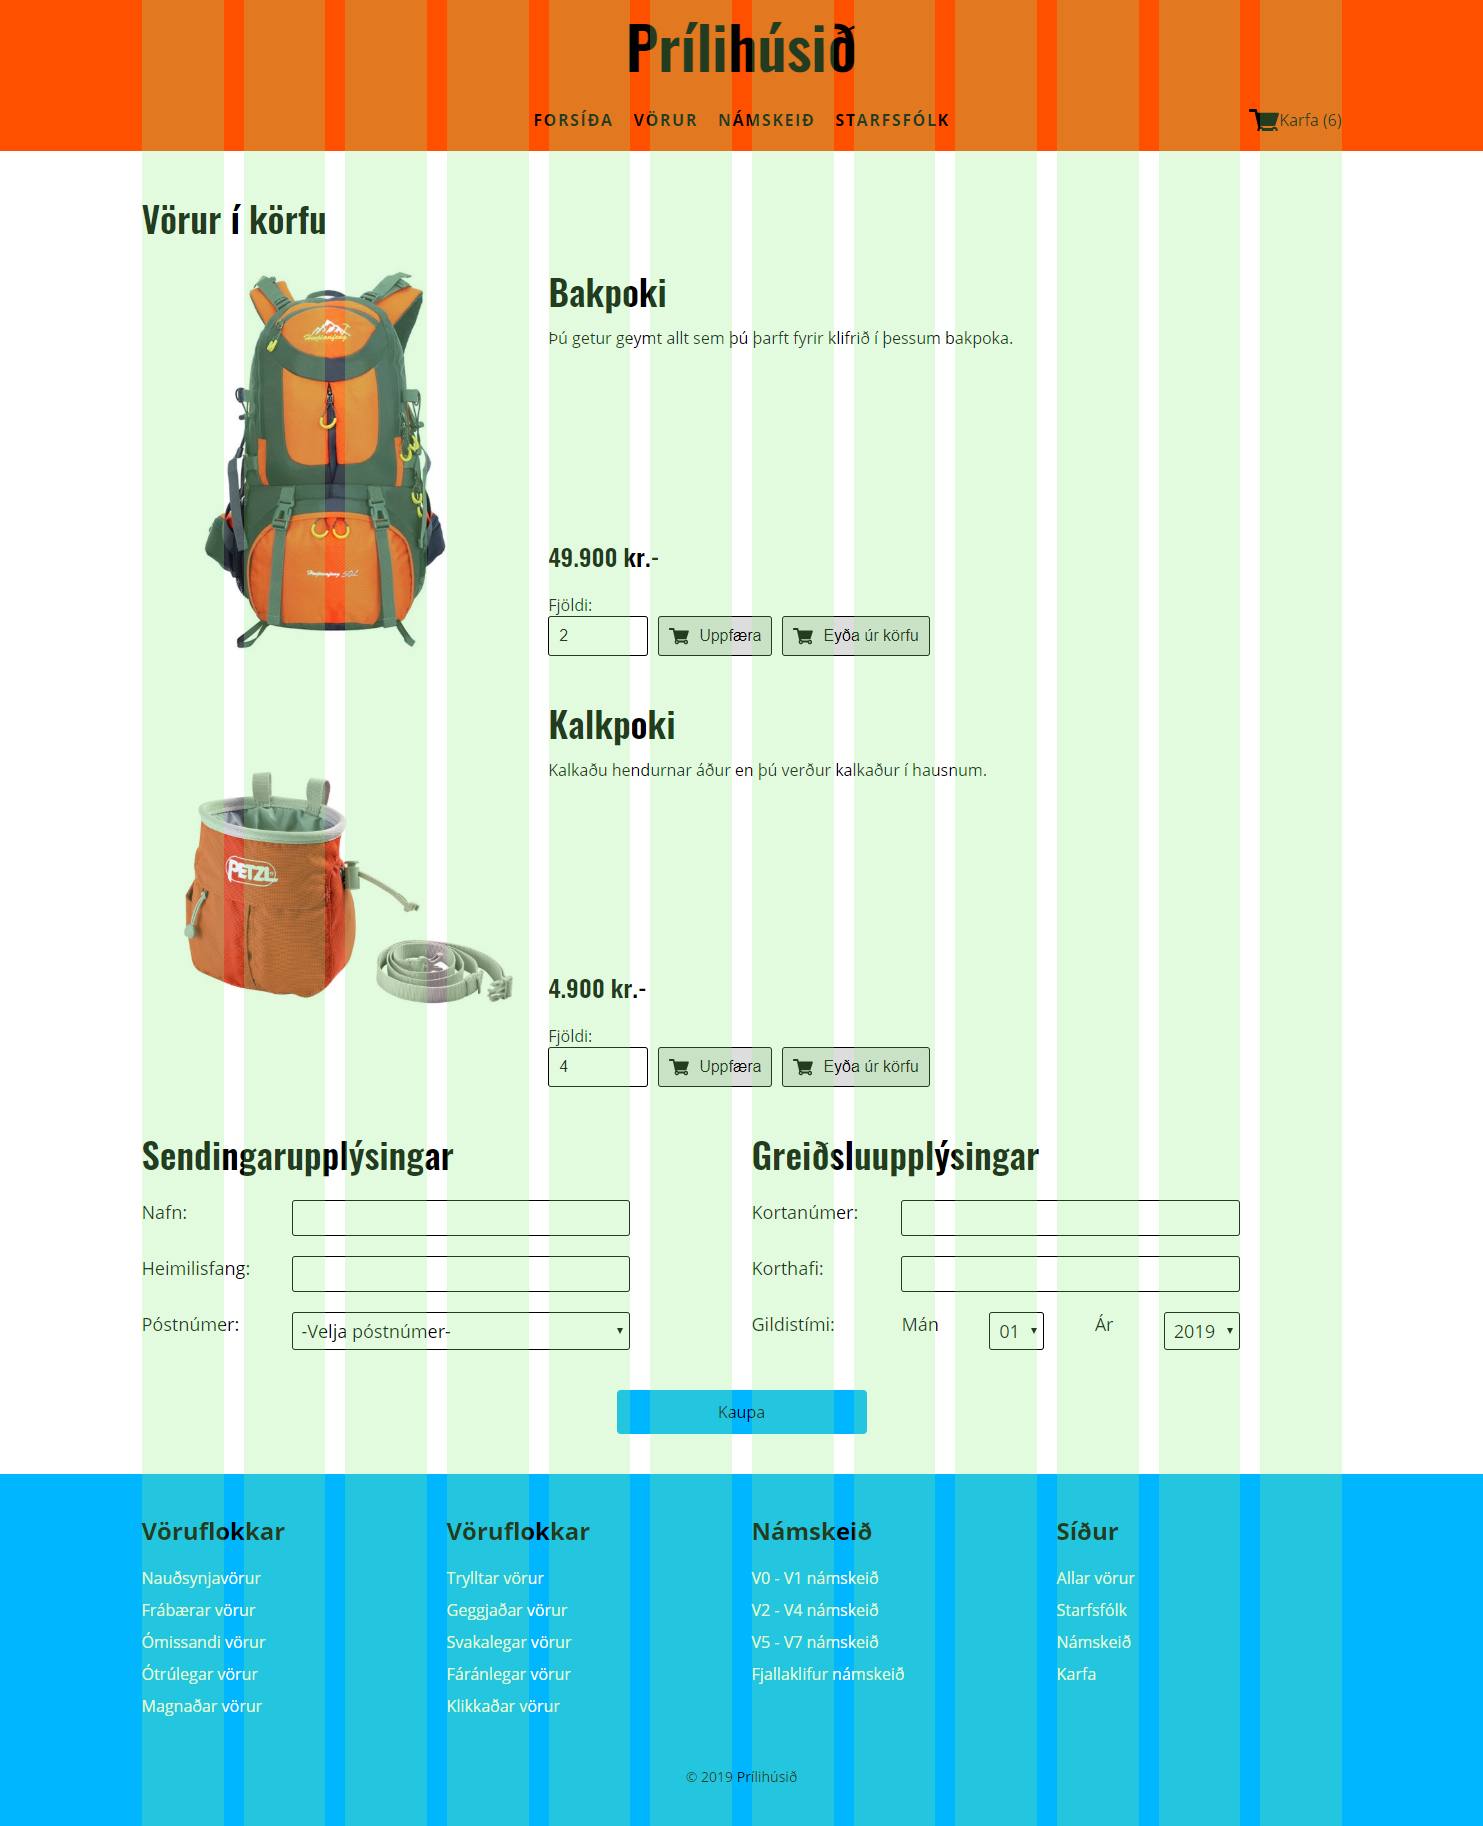 Prílihúsið
FORSÍÐA VÖRUR NÁMSKEIÐ STARFSFÓLK Karfa (6)
Vörur í körfu
Bakpoki
Þú getur geymt allt sem þú þarft fyrir klifrið í þessum bakpoka.
49.900 kr.-
Fjöldi:
2 Uppfæra Eyða úr körfu
Kalkpoki
Kalkaðu hendurnar áður en þú verður kalkaður í hausnum.
PETZL
4.900 kr.-
Fjöldi:
4 Uppfæra Eyða úr körfu
Sendingarupplýsingar
Nafn:
Heimilisfang:
Póstnúmer: -Velja póstnúmer-
Greiðsluupplýsingar
Kortanúmer:
Korthafi:
Gildistími: Mán 01 Ár 2019
Kaupa
Vöruflokkar
Nauðsynjavörur
Frábærar vörur
Ómissandi vörur
Ótrúlegar vörur
Magnaðar vörur
Vöruflokkar
Trylltar vörur
Geggjaðar vörur
Svakalegar vörur
Fáránlegar vörur
Klikkaðar vörur
Námskeið
V0 - V1 námskeið
V2 - V4 námskeið
V5 - V7 námskeið
Fjallaklifur námskeið
Síður
Allar vörur
Starfsfólk
Námskeið
Karfa
© 2019 Prílihúsið